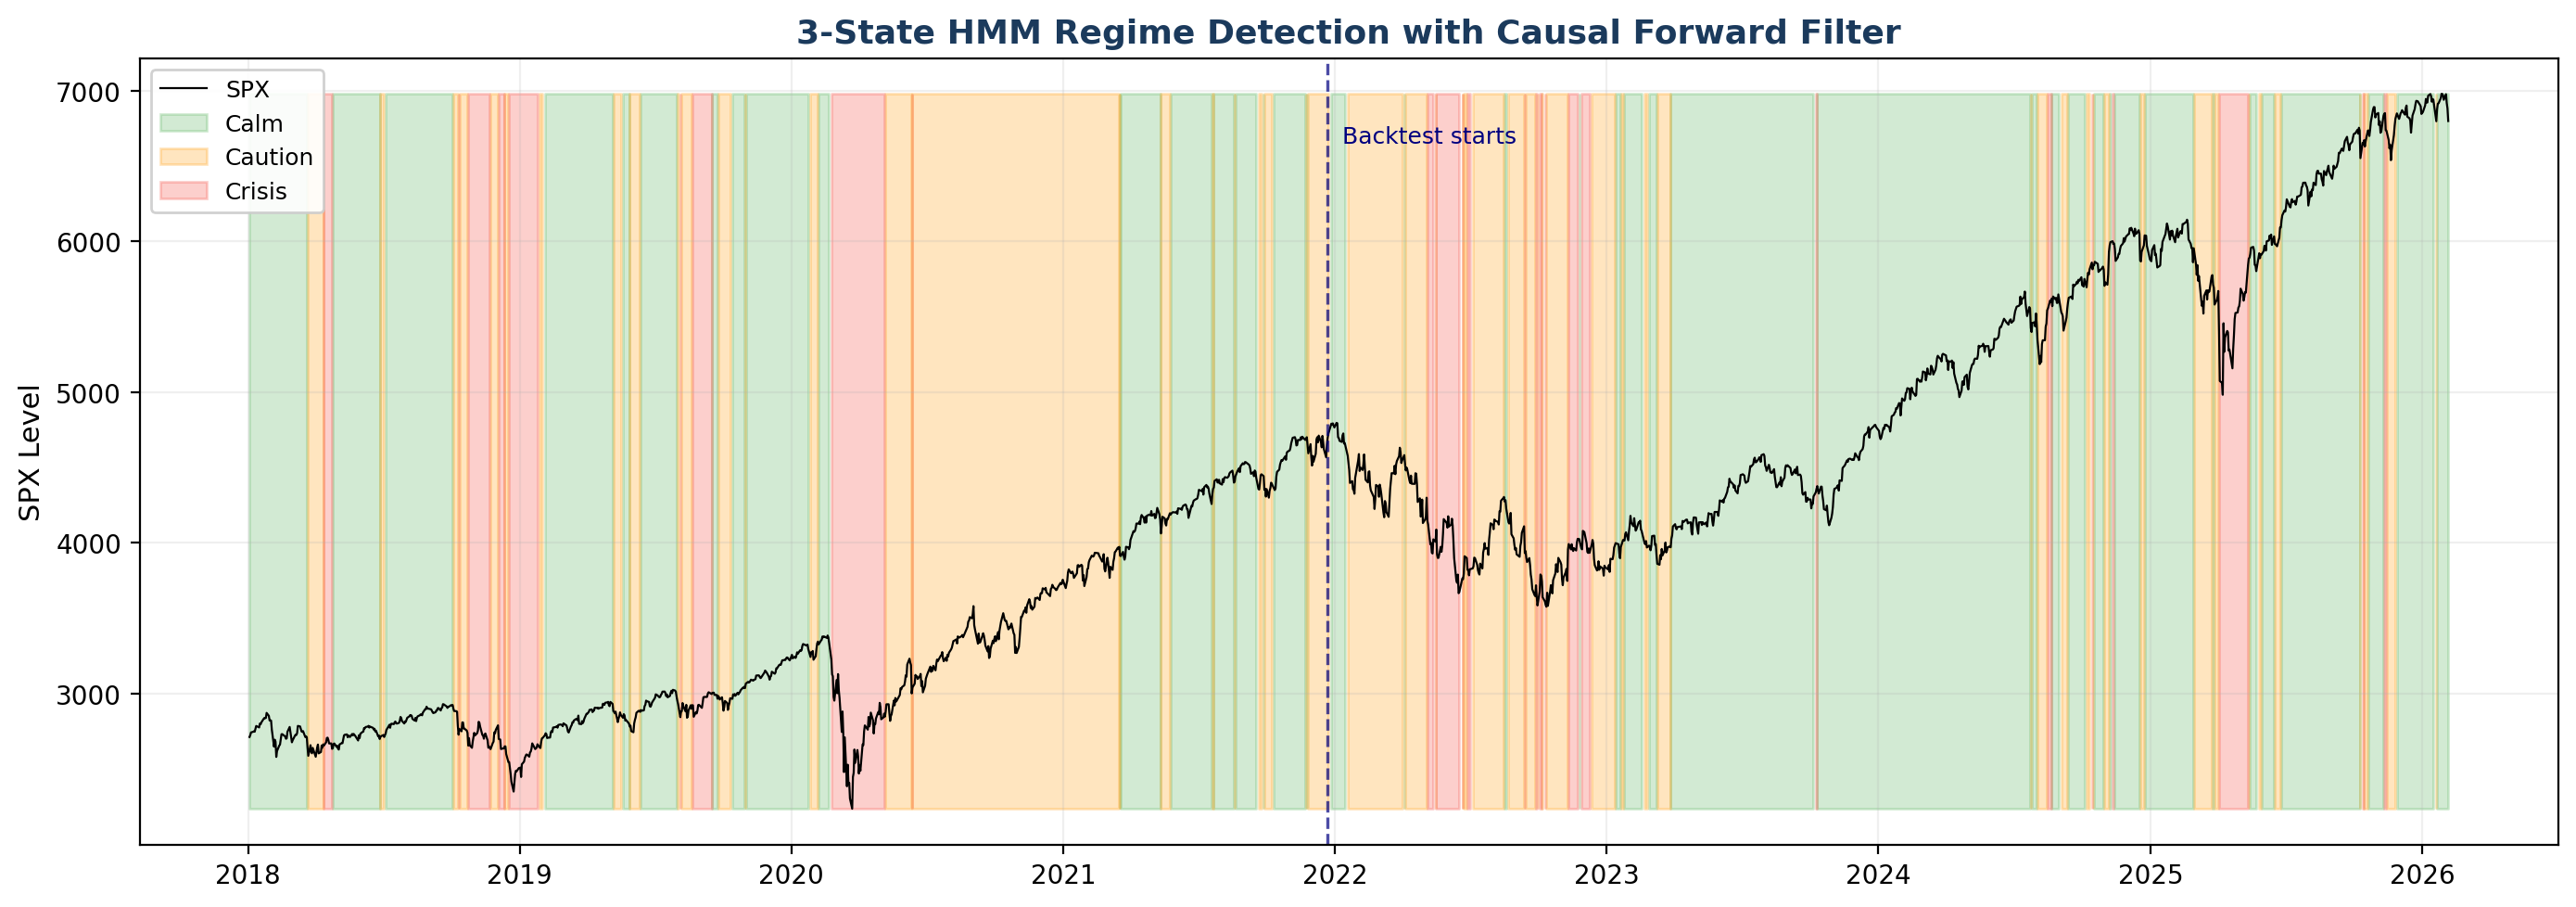 3-State HMM Regime Detection with Causal Forward Filter
SPX
Calm
Caution
Crisis
Backtest starts
SPX Level
7000
6000
5000
4000
3000
2018 2019 2020 2021 2022 2023 2024 2025 2026